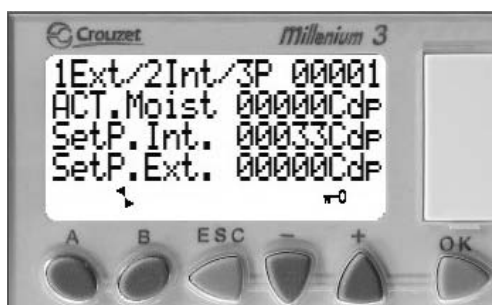 Crouzet Millenium 3
1Ext/2Int/3P 00001
ACT.Moist 00000Cdp
SetP.Int. 00033Cdp
SetP.Ext. 00000Cdp
A B ESC - + OK